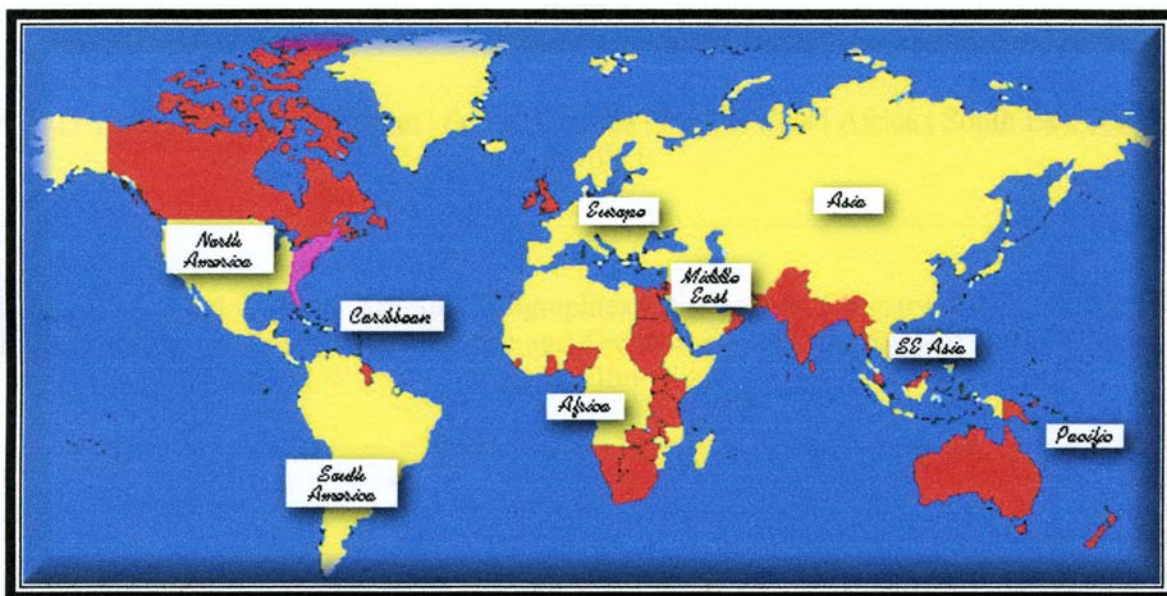 North
America
Caribbean
South
America
Europe
Africa
Middle
East
Asia
SE Asia
Pacific